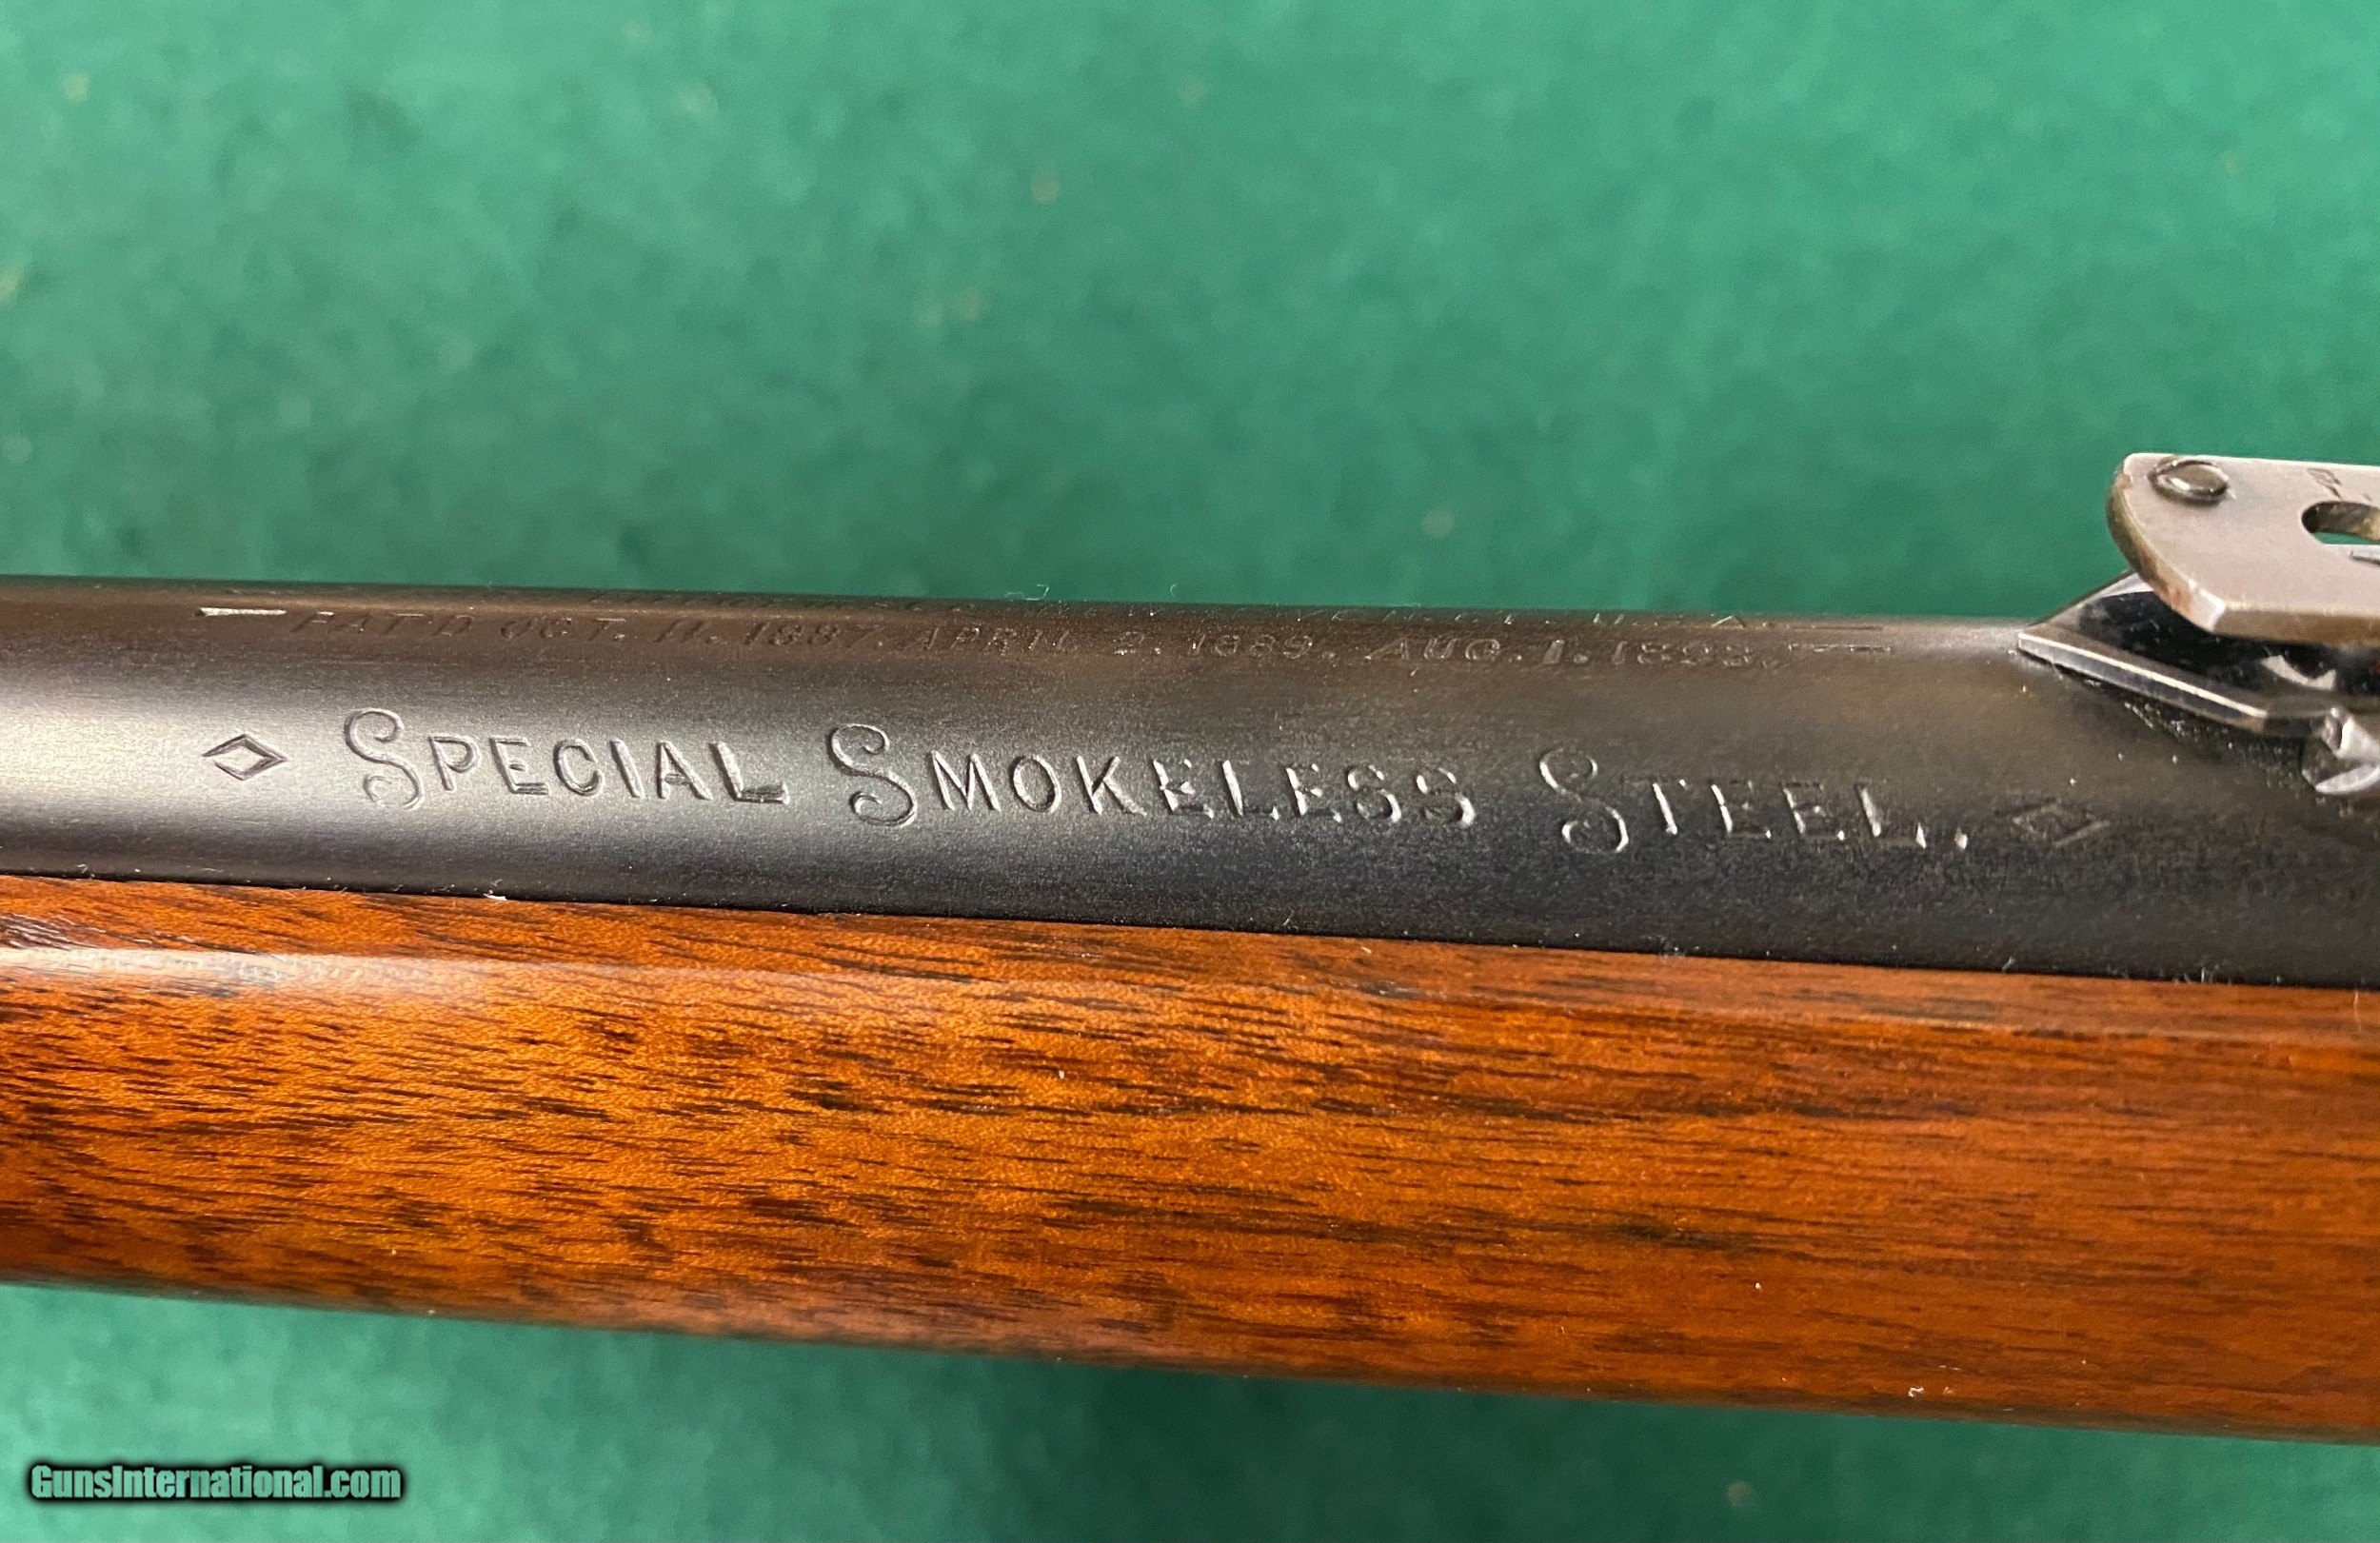 PAT'D OCT. 11. 1887. APRIL 2. 1889. AUG. 1. 1893.
SPECIAL SMOKELESS STEEL.
GunsInternational.com